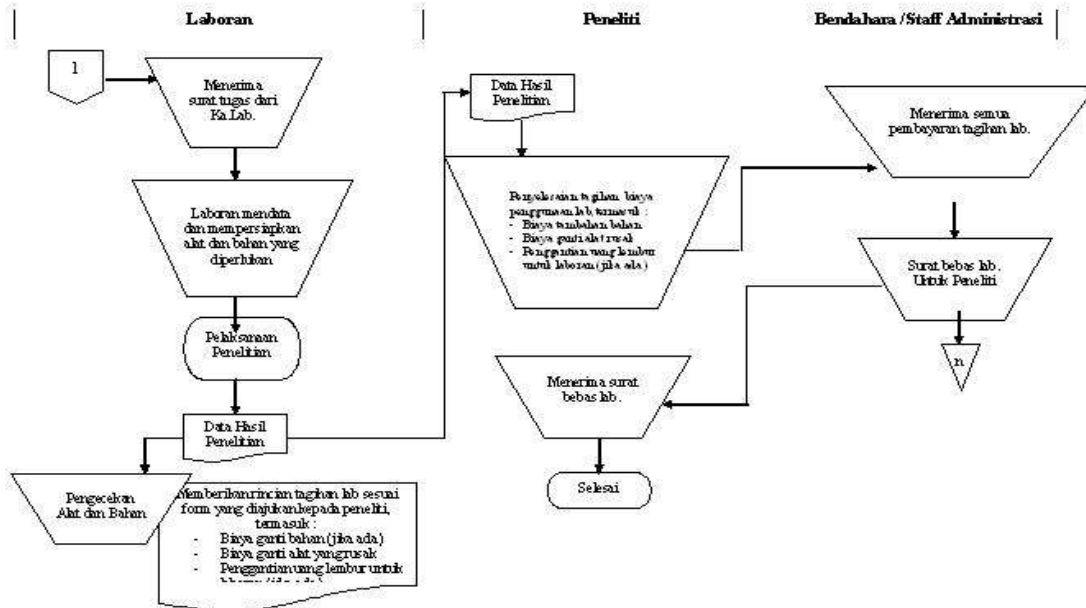 Laboran
Peneliti
Bendahara /Staff Administrasi
1
Menerima
surat tugas dari
Ka Lab.
Laboran mendata
dan mempersiapkan
alat dan bahan yang
diperlukan
Pelaksanaan
Penelitian
Data Hasil
Penelitian
Pengecekan
Alat dan Bahan
Memberikan rincian tagihan lab sesuai
form yang diajukan kepada peneliti,
termasuk :
- Biaya ganti bahan (jika ada)
- Biaya ganti alat yang rusak
- Penggantian uang lembur untuk
Data Hasil
Penelitian
Penyelesaian tagihan biaya
penggunaan lab, termasuk :
- Biaya tambahan bahan
- Biaya ganti alat rusak
- Penggantian uang lembur
untuk laboran (jika ada)
Menerima surat
bebas lab.
Selesai
Menerima semua
pembayaran tagihan lab.
Surat bebas lab.
Untuk Peneliti
n